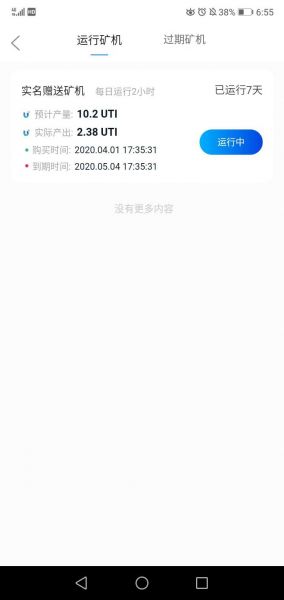 HD 38% 6:55
运行矿机 过期矿机
实名赠送矿机 每日运行2小时 已运行7天
预计产量: 10.2 UTI
实际产出: 2.38 UTI
运行中
购买时间: 2020.04.01 17:35:31
到期时间: 2020.05.04 17:35:31
没有更多内容